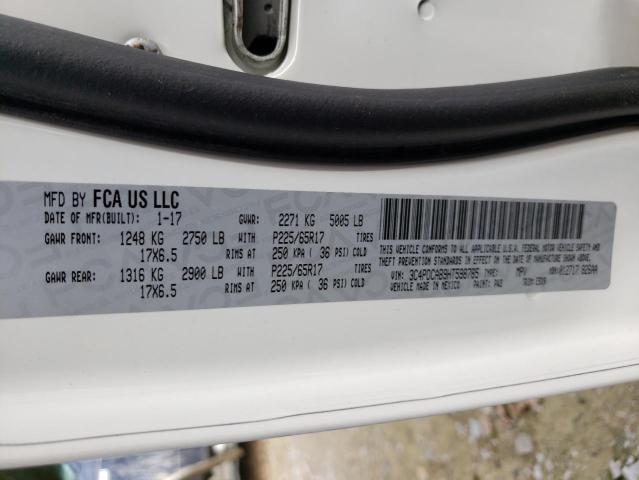 MFD BY FCA US LLC
DATE OF MFR(BUILT): 1-17 GVWR: 2271 KG 5005 LB
GAWR FRONT: 1248 KG 2750 LB WITH P225/65R17 TIRES
17X6.5 RIMS AT 250 KPA ( 36 PSI) COLD
GAWR REAR: 1316 KG 2900 LB WITH P225/65R17 TIRES
17X6.5 RIMS AT 250 KPA ( 36 PSI) COLD
THIS VEHICLE CONFORMS TO ALL APPLICABLE U.S.A. FEDERAL MOTOR VEHICLE SAFETY AND
THEFT PREVENTION STANDARDS IN EFFECT ON THE DATE OF MANUFACTURE SHOWN ABOVE.
VIN: 3C4PDCAB9HT598785 TYPE: MPV
VEHICLE MADE IN MEXICO PAINT: PW2 TRIM: